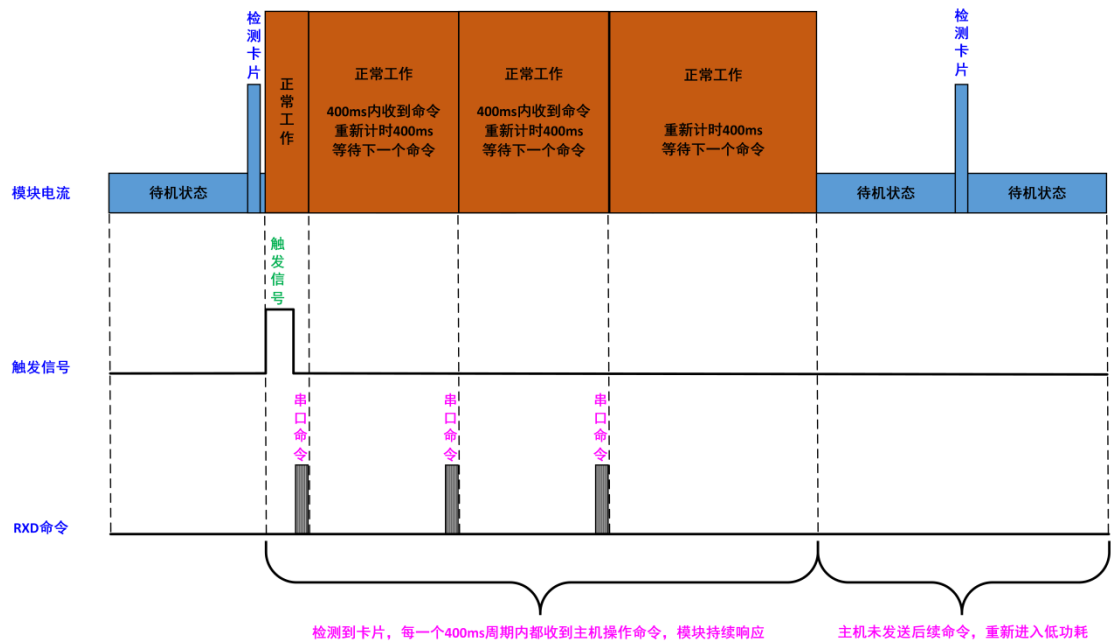 检测卡片
正常工作
正常工作
400ms内收到命令
重新计时400ms
等待下一个命令
正常工作
400ms内收到命令
重新计时400ms
等待下一个命令
正常工作
重新计时400ms
等待下一个命令
检测卡片
模块电流
待机状态
待机状态
待机状态
触发信号
触发信号
串口命令
串口命令
串口命令
RXD命令
检测到卡片，每一个400ms周期内都收到主机操作命令，模块持续响应
主机未发送后续命令，重新进入低功耗